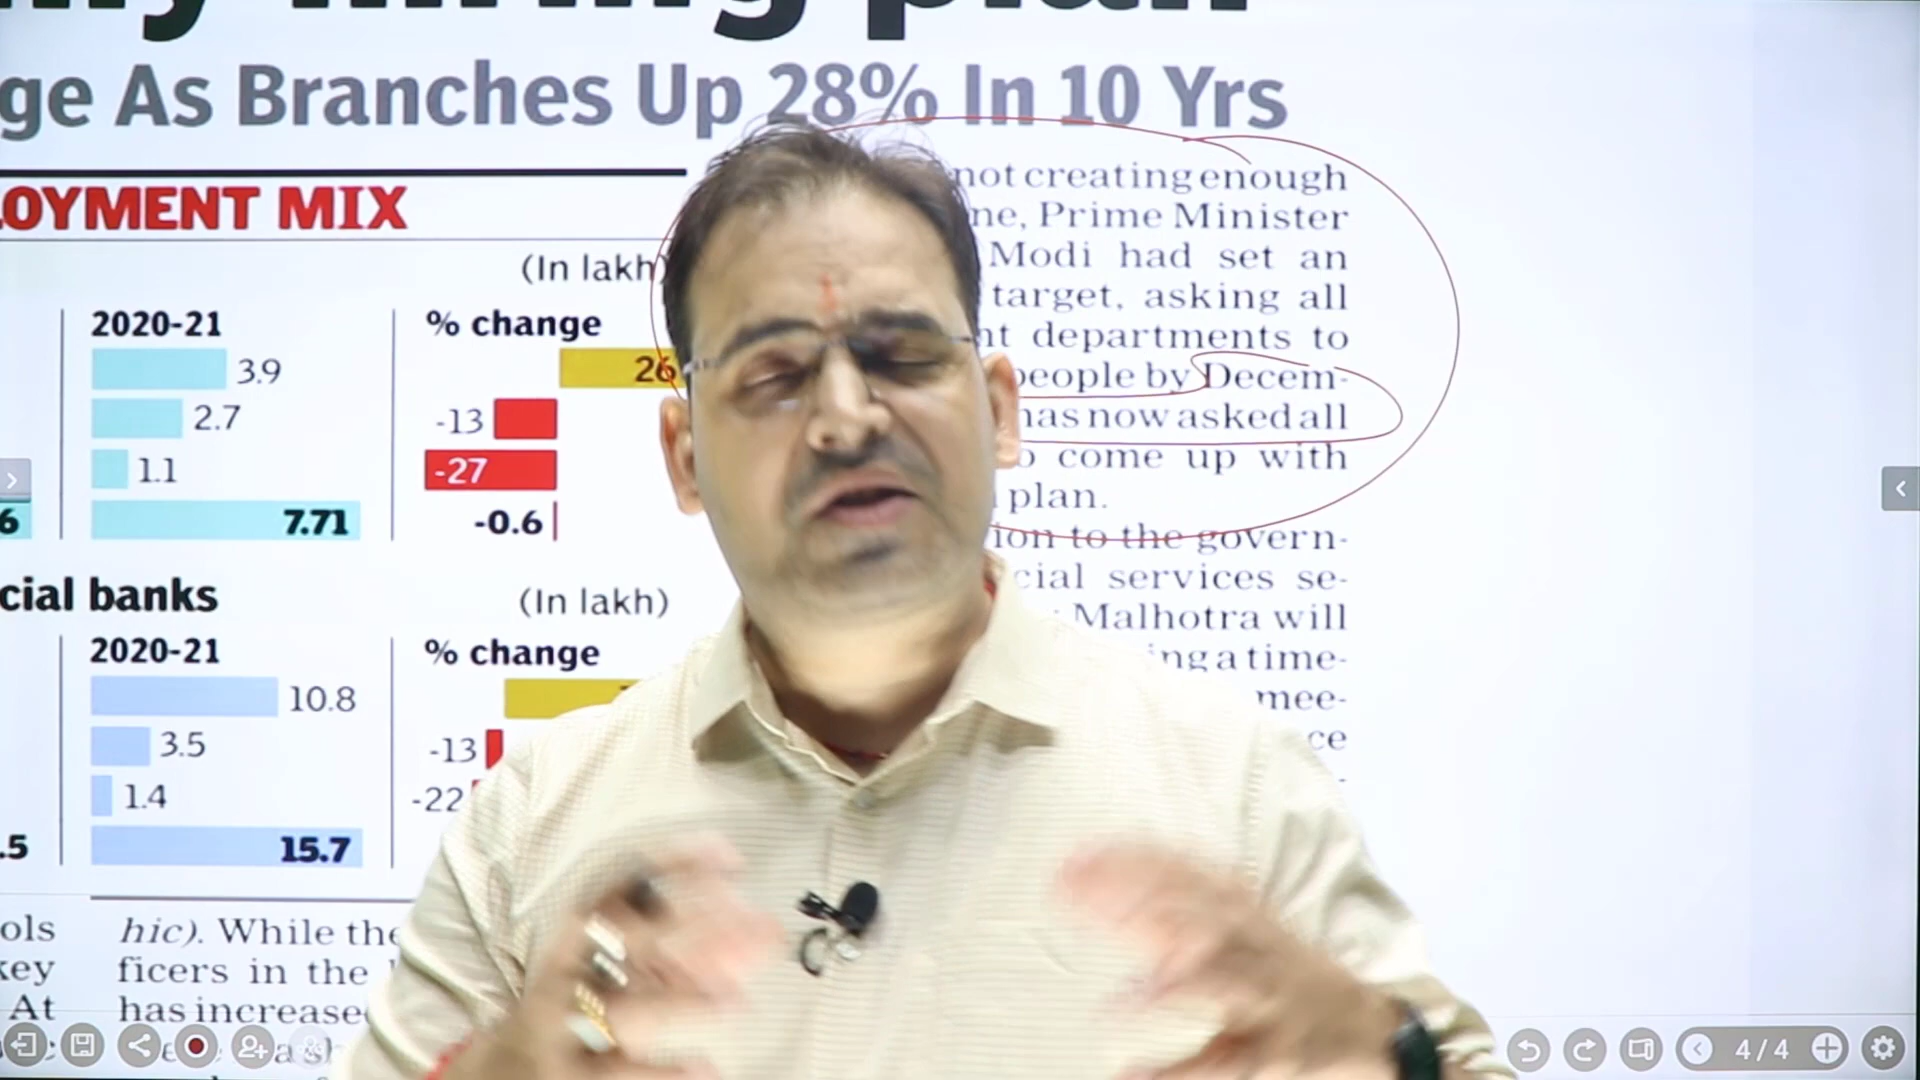 ge As Branches Up 28% In 10 Yrs
LOYMENT MIX
(In lakh)
2020-21
% change
3.9
26
2.7
-13
1.1
-27
6
7.71
-0.6
cial banks
(In lakh)
2020-21
% change
10.8
3.5
-13
1.4
-22
.5
15.7
ols
key
At
hic). While the
ficers in the
has increase
not creating enough
ne, Prime Minister
Modi had set an
target, asking all
nt departments to
people by Decem-
has now asked all
o come up with
plan.
ion to the govern-
cial services se-
Malhotra will
ing a time-
mee-
ce
4/4